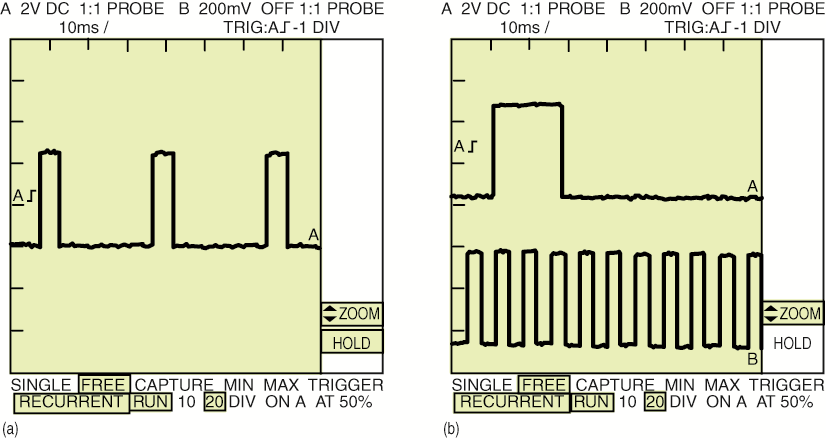 A 2V DC 1:1 PROBE B 200mV OFF 1:1 PROBE
10ms / TRIG:A -1 DIV
A
A
ZOOM
HOLD
SINGLE FREE CAPTURE MIN MAX TRIGGER
RECURRENT RUN 10 20 DIV ON A AT 50%
(a)
A 2V DC 1:1 PROBE B 200mV OFF 1:1 PROBE
10ms / TRIG:A -1 DIV
A
A
ZOOM
HOLD
B
SINGLE FREE CAPTURE MIN MAX TRIGGER
RECURRENT RUN 10 20 DIV ON A AT 50%
(b)